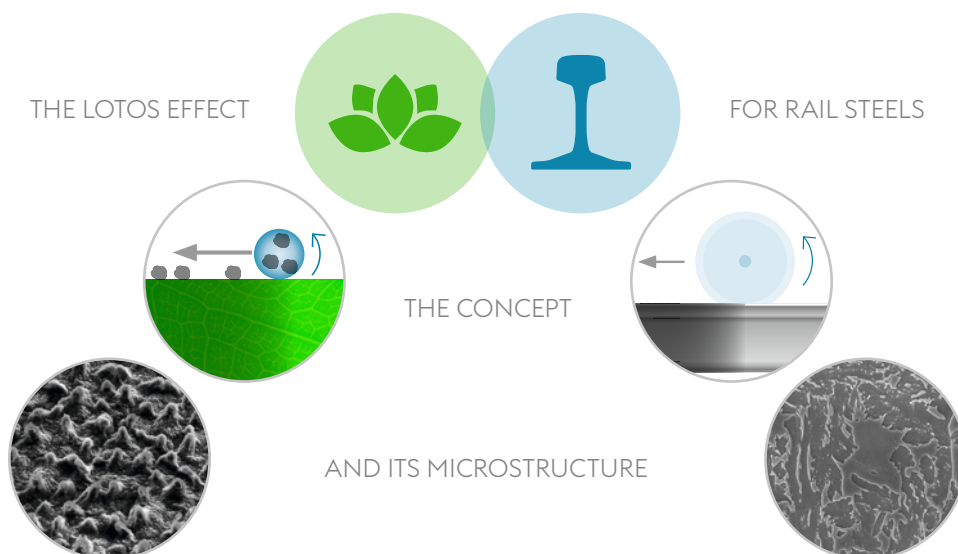 THE LOTOS EFFECT
FOR RAIL STEELS
THE CONCEPT
AND ITS MICROSTRUCTURE